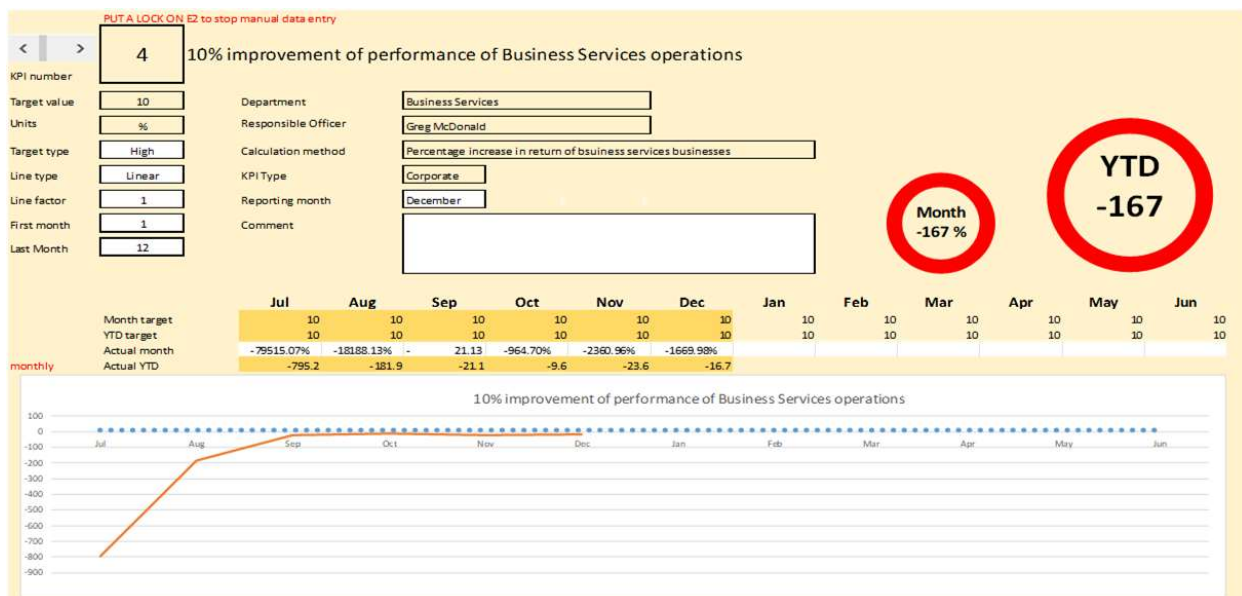 PUT A LOCK ON E2 to stop manual data entry
< >
4 10% improvement of performance of Business Services operations
KPI number
Target value 10 Department Business Services
Units % Responsible Officer Greg McDonald
Target type High Calculation method Percentage increase in return of bsuiness services businesses
Line type Linear KPI Type Corporate
Line factor 1 Reporting month December
First month 1 Comment
Last Month 12
Month
-167 %
YTD
-167
Jul Aug Sep Oct Nov Dec Jan Feb Mar Apr May Jun
Month target 10 10 10 10 10 10 10 10 10 10 10 10
YTD target 10 10 10 10 10 10 10 10 10 10 10 10
Actual month -79515.07% -18188.13% - 21.13 -964.70% -2360.96% -1669.98%
monthly Actual YTD -795.2 -181.9 -21.1 -9.6 -23.6 -16.7
10% improvement of performance of Business Services operations
100
0
Jul Aug Sep Oct Nov Dec Jan Feb Mar Apr May Jun
-100
-200
-300
-400
-500
-600
-700
-800
-900